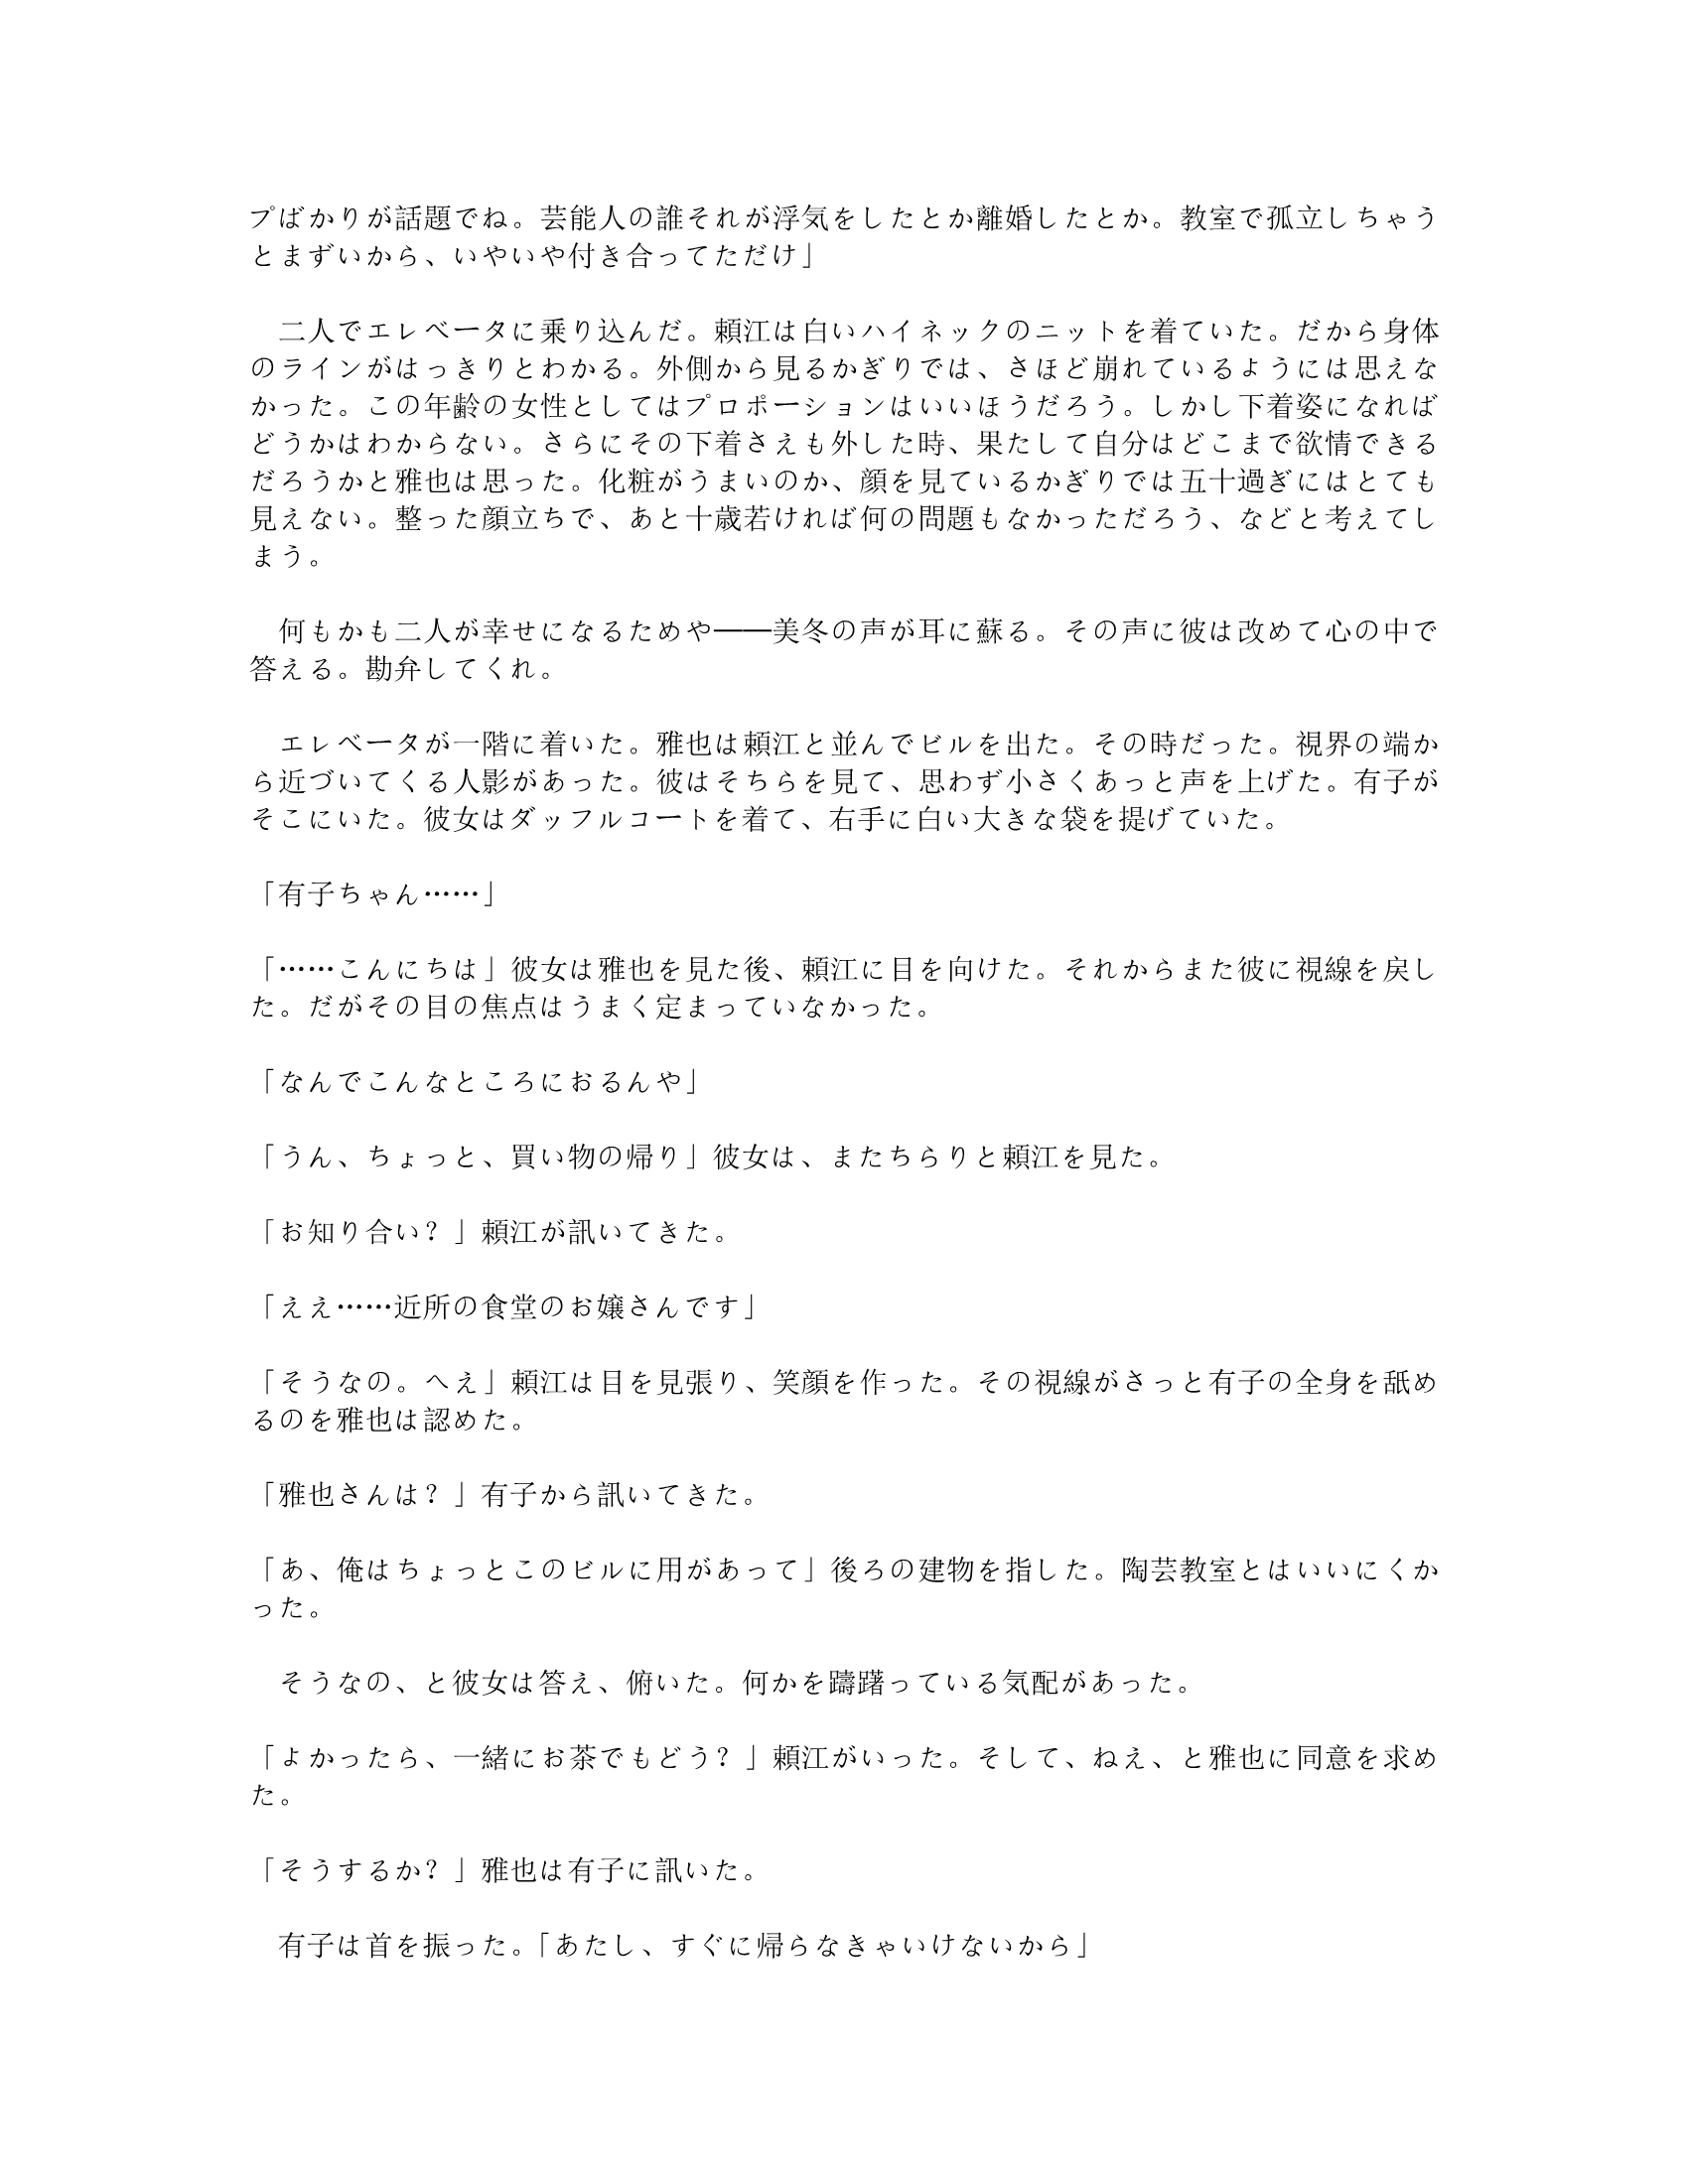 プばかりが話題でね。芸能人の誰それが浮気をしたとか離婚したとか。教室で孤立しちゃう
とまずいから、いやいや付き合ってただけ」
　二人でエレベータに乗り込んだ。頼江は白いハイネックのニットを着ていた。だから身体
のラインがはっきりとわかる。外側から見るかぎりでは、さほど崩れているようには思えな
かった。この年齢の女性としてはプロポーションはいいほうだろう。しかし下着姿になれば
どうかはわからない。さらにその下着さえも外した時、果たして自分はどこまで欲情できる
だろうかと雅也は思った。化粧がうまいのか、顔を見ているかぎりでは五十過ぎにはとても
見えない。整った顔立ちで、あと十歳若ければ何の問題もなかっただろう、などと考えてし
まう。
　何もかも二人が幸せになるためや――美冬の声が耳に蘇る。その声に彼は改めて心の中で
答える。勘弁してくれ。
　エレベータが一階に着いた。雅也は頼江と並んでビルを出た。その時だった。視界の端か
ら近づいてくる人影があった。彼はそちらを見て、思わず小さくあっと声を上げた。有子が
そこにいた。彼女はダッフルコートを着て、右手に白い大きな袋を提げていた。
「有子ちゃん……」
「……こんにちは」彼女は雅也を見た後、頼江に目を向けた。それからまた彼に視線を戻し
た。だがその目の焦点はうまく定まっていなかった。
「なんでこんなところにおるんや」
「うん、ちょっと、買い物の帰り」彼女は、またちらりと頼江を見た。
「お知り合い？」頼江が訊いてきた。
「ええ……近所の食堂のお嬢さんです」
「そうなの。へえ」頼江は目を見張り、笑顔を作った。その視線がさっと有子の全身を舐め
るのを雅也は認めた。
「雅也さんは？」有子から訊いてきた。
「あ、俺はちょっとこのビルに用があって」後ろの建物を指した。陶芸教室とはいいにくか
った。
　そうなの、と彼女は答え、俯いた。何かを躊躇っている気配があった。
「よかったら、一緒にお茶でもどう？」頼江がいった。そして、ねえ、と雅也に同意を求め
た。
「そうするか？」雅也は有子に訊いた。
　有子は首を振った。「あたし、すぐに帰らなきゃいけないから」